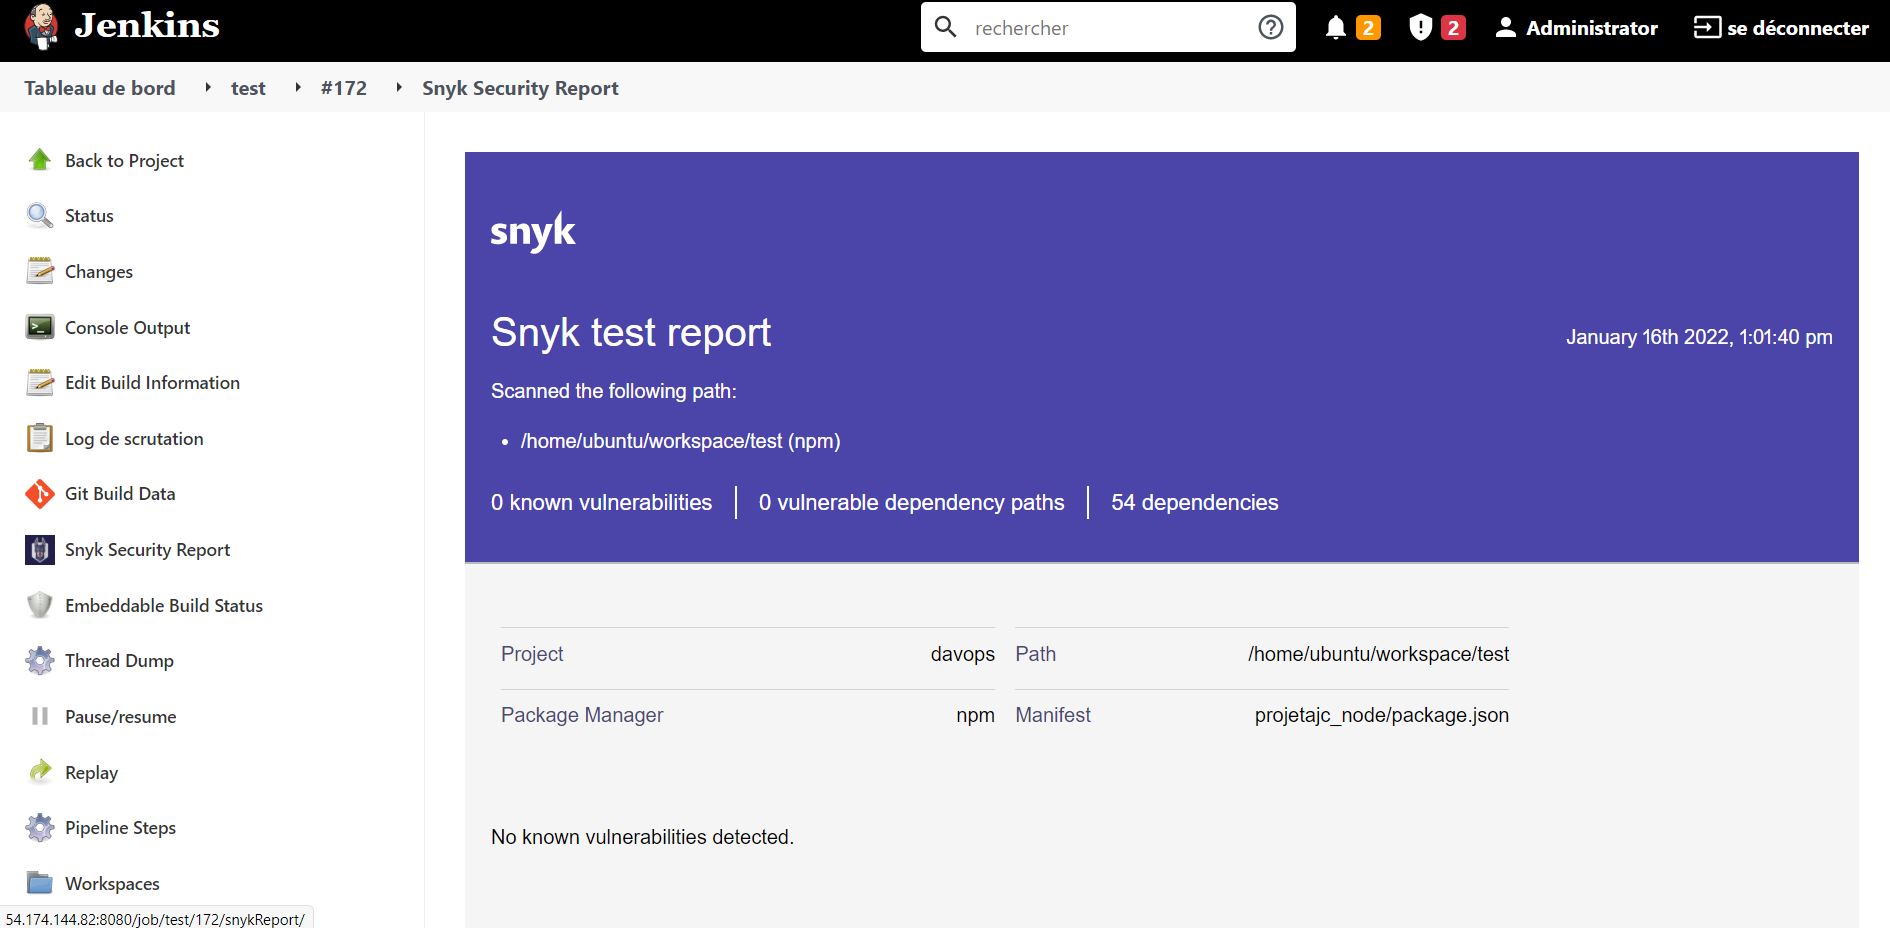 Jenkins
rechercher
2
2
Administrator
se déconnecter
Tableau de bord
test
#172
Snyk Security Report
Back to Project
Status
Changes
Console Output
Edit Build Information
Log de scrutation
Git Build Data
Snyk Security Report
Embeddable Build Status
Thread Dump
Pause/resume
Replay
Pipeline Steps
Workspaces
54.174.144.82:8080/job/test/172/snykReport/
snyk
Snyk test report
January 16th 2022, 1:01:40 pm
Scanned the following path:
• /home/ubuntu/workspace/test (npm)
0 known vulnerabilities
0 vulnerable dependency paths
54 dependencies
Project davops
Path /home/ubuntu/workspace/test
Package Manager npm
Manifest projetajc_node/package.json
No known vulnerabilities detected.